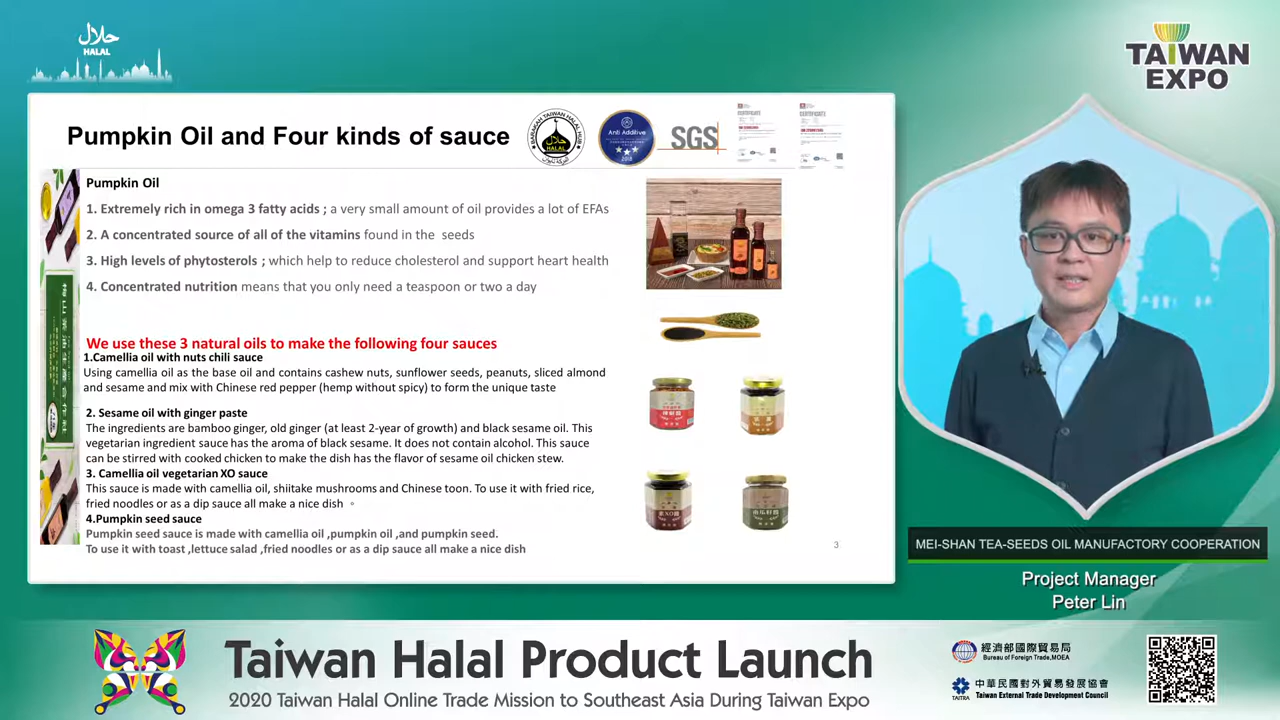 حلال
HALAL
TAIWAN
EXPO
Pumpkin Oil and Four kinds of sauce
TAIWAN HALAL
HALAL
Anti Additive
2018
SGS
CERTIFICATE
CERTIFICATE
Pumpkin Oil
1. Extremely rich in omega 3 fatty acids ; a very small amount of oil provides a lot of EFAs
2. A concentrated source of all of the vitamins found in the seeds
3. High levels of phytosterols ; which help to reduce cholesterol and support heart health
4. Concentrated nutrition means that you only need a teaspoon or two a day
We use these 3 natural oils to make the following four sauces
1.Camellia oil with nuts chili sauce
Using camellia oil as the base oil and contains cashew nuts, sunflower seeds, peanuts, sliced almond
and sesame and mix with Chinese red pepper (hemp without spicy) to form the unique taste
2. Sesame oil with ginger paste
The ingredients are bamboo ginger, old ginger (at least 2-year of growth) and black sesame oil. This
vegetarian ingredient sauce has the aroma of black sesame. It does not contain alcohol. This sauce
can be stirred with cooked chicken to make the dish has the flavor of sesame oil chicken stew.
3. Camellia oil vegetarian XO sauce
This sauce is made with camellia oil, shiitake mushrooms and Chinese toon. To use it with fried rice,
fried noodles or as a dip sauce all make a nice dish 。
4.Pumpkin seed sauce
Pumpkin seed sauce is made with camellia oil ,pumpkin oil ,and pumpkin seed.
To use it with toast ,lettuce salad ,fried noodles or as a dip sauce all make a nice dish
3
MEI-SHAN TEA-SEEDS OIL MANUFACTORY COOPERATION
Project Manager
Peter Lin
Taiwan Halal Product Launch
2020 Taiwan Halal Online Trade Mission to Southeast Asia During Taiwan Expo
經濟部國際貿易局
Bureau of Foreign Trade,MOEA
TAITRA
中華民國對外貿易發展協會
Taiwan External Trade Development Council